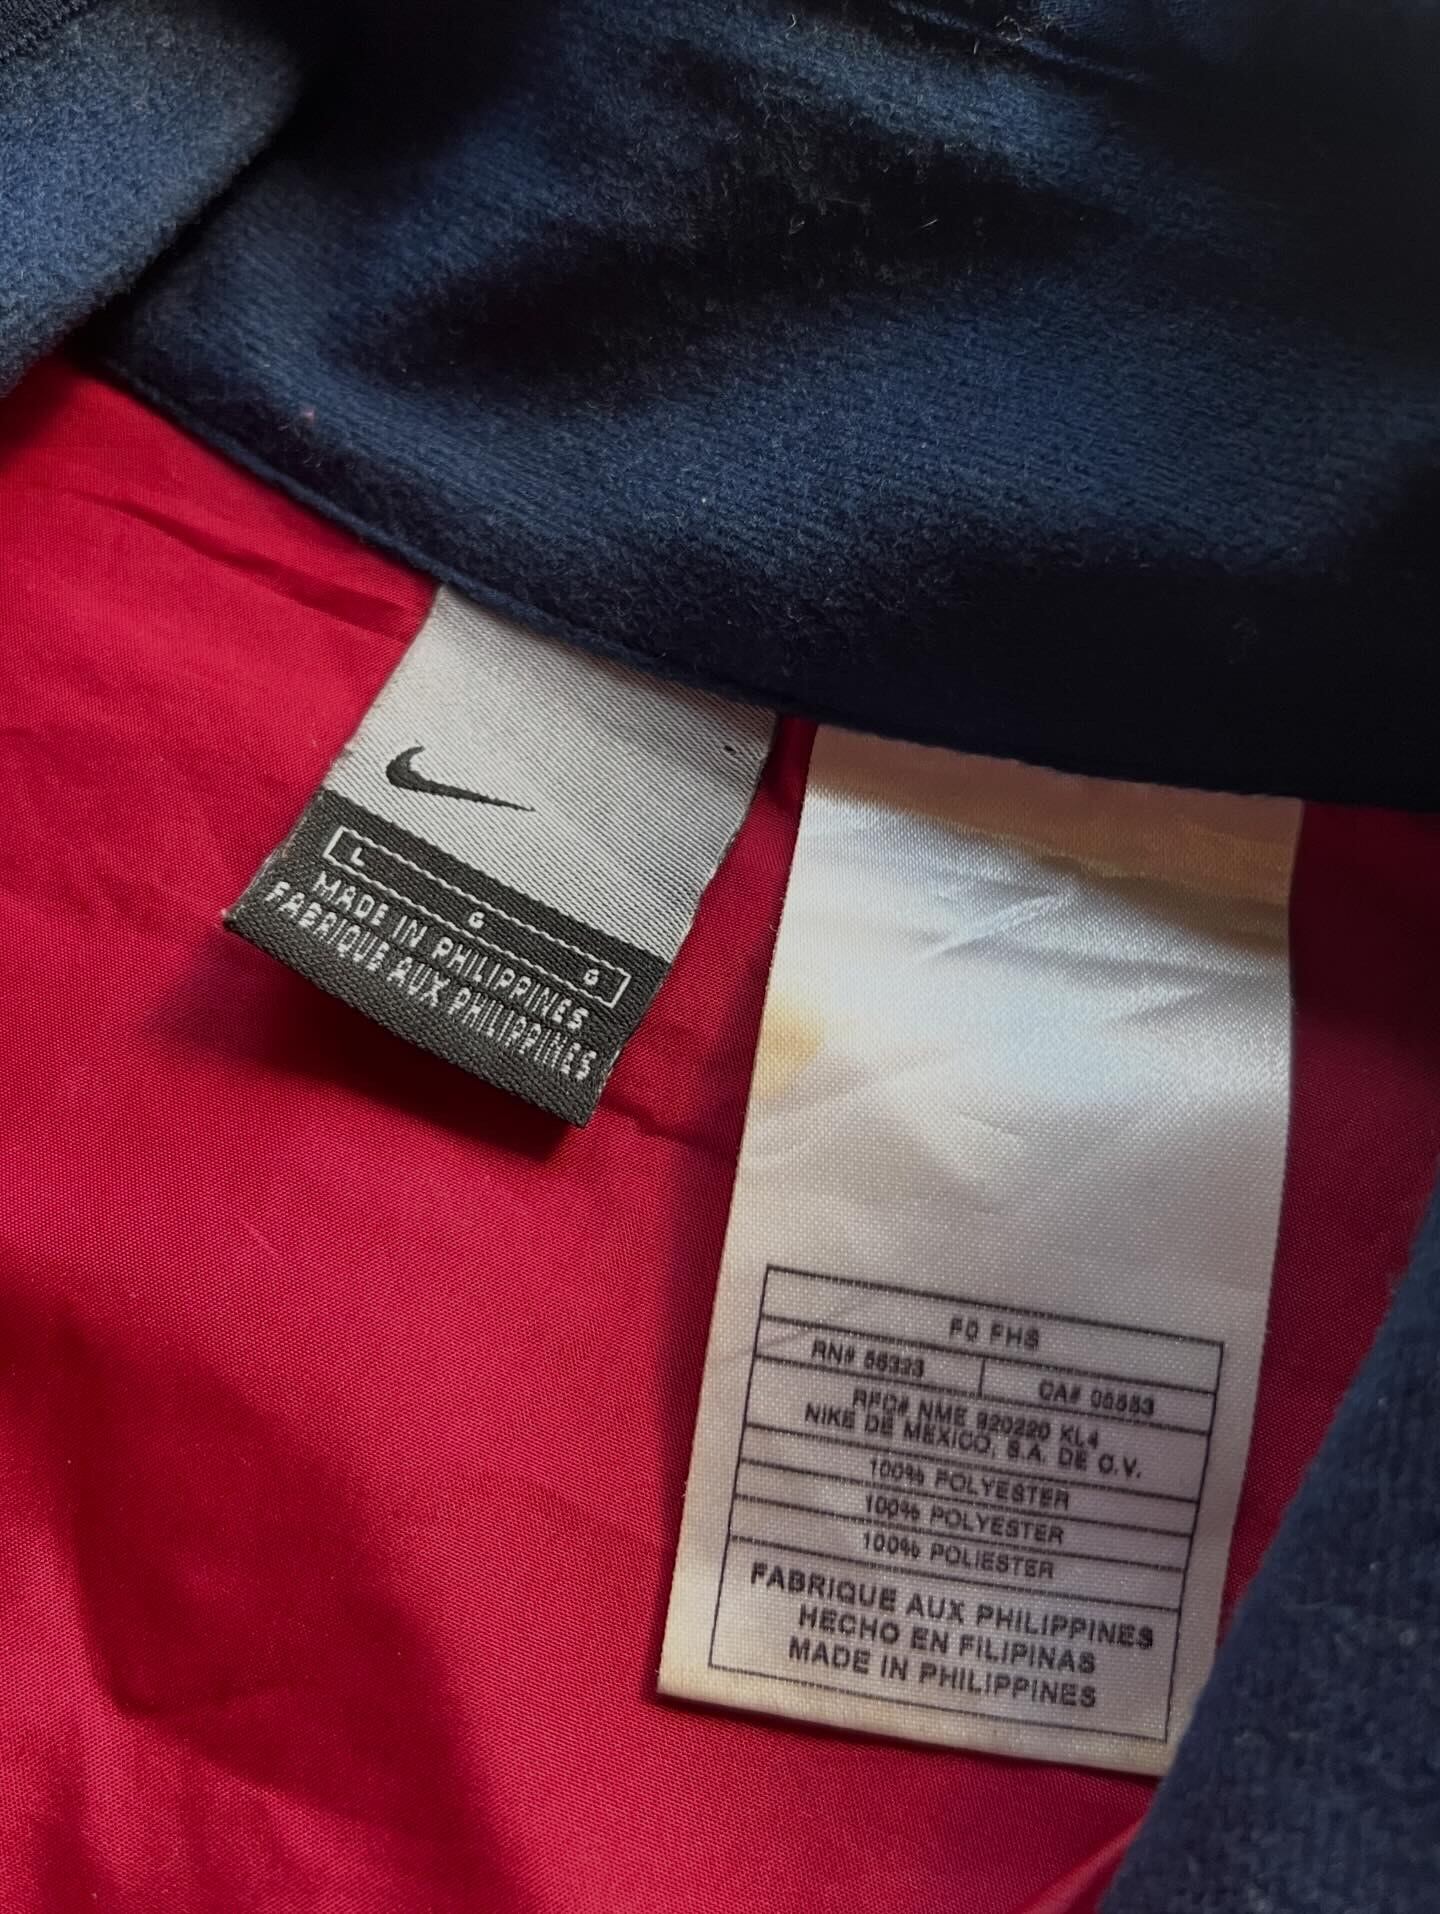 L G G
MADE IN PHILIPPINES
FABRIQUE AUX PHILIPPINES
F0 FHS
RN# 56323 CA# 05553
RFC# NME 920220 KL4
NIKE DE MEXICO, S.A. DE C.V.
100% POLYESTER
100% POLYESTER
100% POLIESTER
FABRIQUE AUX PHILIPPINES
HECHO EN FILIPINAS
MADE IN PHILIPPINES